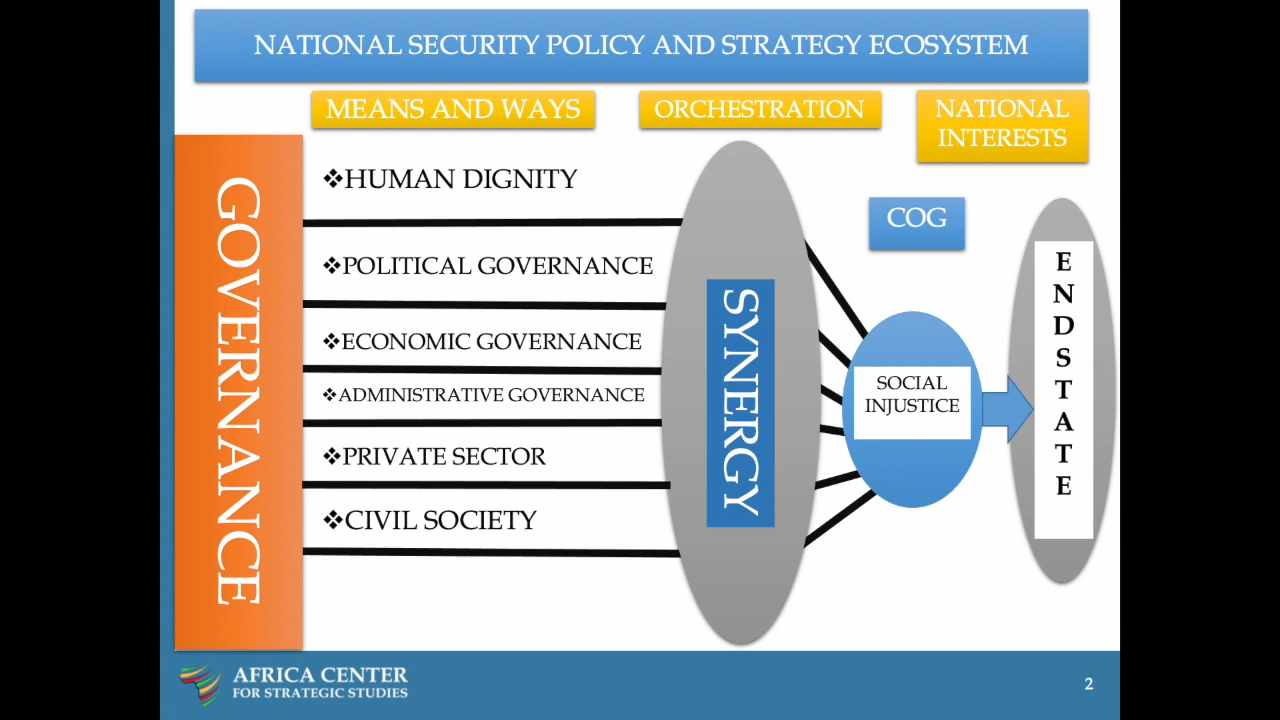 NATIONAL SECURITY POLICY AND STRATEGY ECOSYSTEM
MEANS AND WAYS
ORCHESTRATION
NATIONAL
INTERESTS
GOVERNANCE
❖HUMAN DIGNITY
❖POLITICAL GOVERNANCE
❖ECONOMIC GOVERNANCE
❖ADMINISTRATIVE GOVERNANCE
❖PRIVATE SECTOR
❖CIVIL SOCIETY
SYNERGY
COG
SOCIAL
INJUSTICE
E
N
D
S
T
A
T
E
AFRICA CENTER
FOR STRATEGIC STUDIES
2